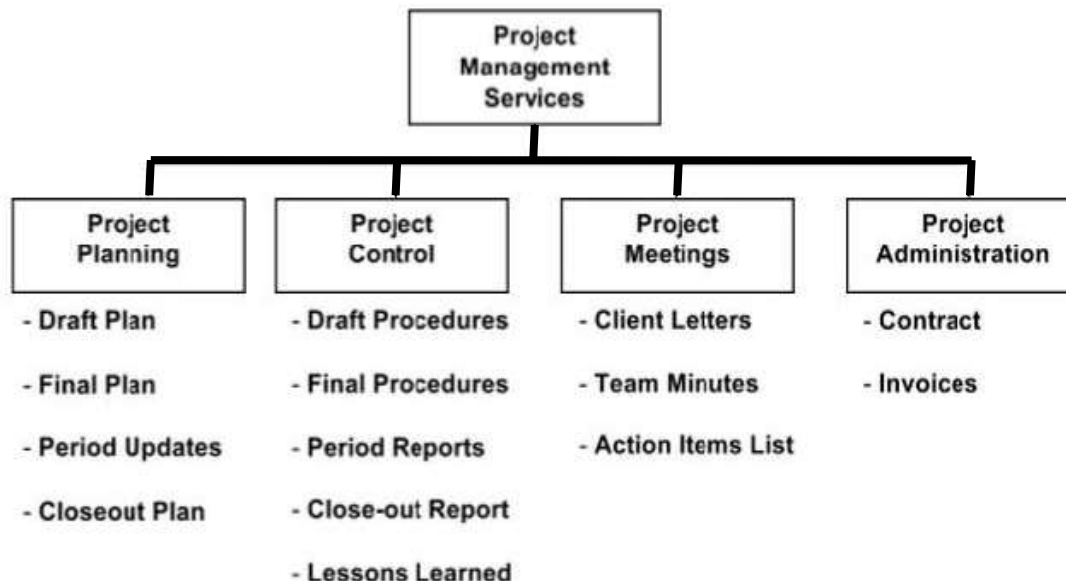 Project
Management
Services
Project
Planning
- Draft Plan
- Final Plan
- Period Updates
- Closeout Plan
Project
Control
- Draft Procedures
- Final Procedures
- Period Reports
- Close-out Report
- Lessons Learned
Project
Meetings
- Client Letters
- Team Minutes
- Action Items List
Project
Administration
- Contract
- Invoices